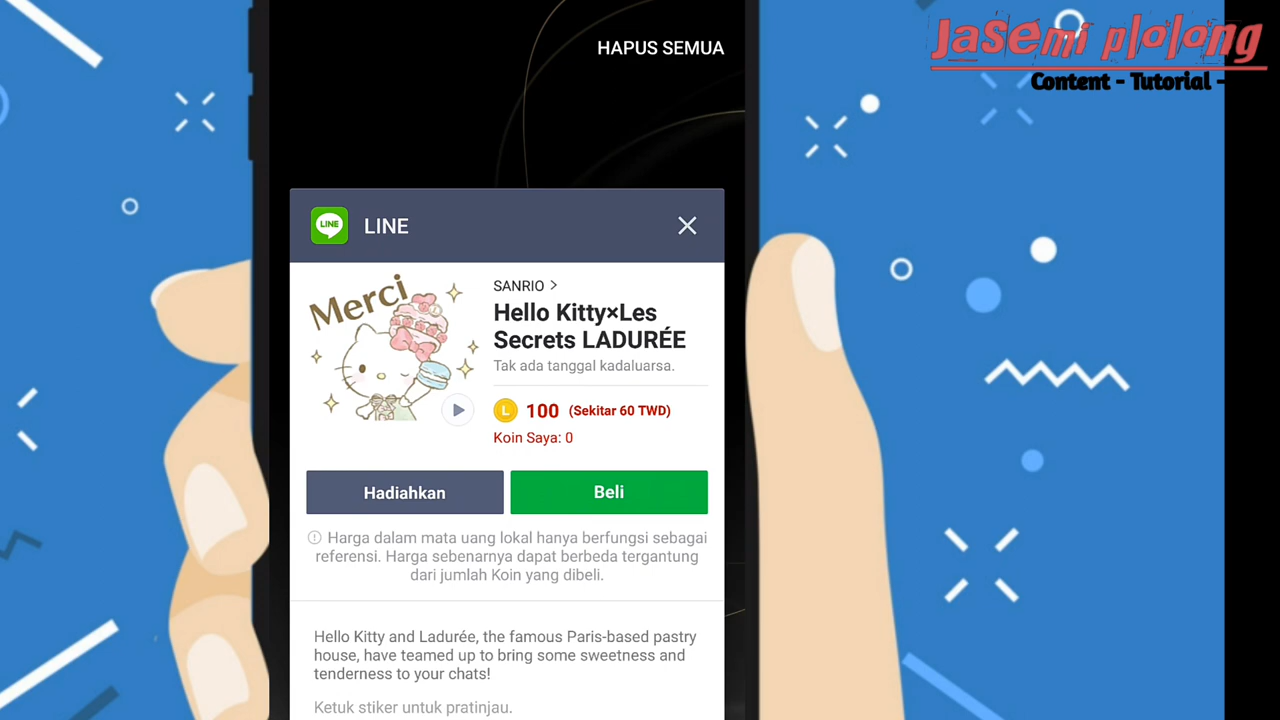 Jasemi plolong
Content - Tutorial -
HAPUS SEMUA
LINE
LINE
Merci
SANRIO >
Hello Kitty×Les
Secrets LADURÉE
Tak ada tanggal kadaluarsa.
L 100 (Sekitar 60 TWD)
Koin Saya: 0
Hadiahkan
Beli
Harga dalam mata uang lokal hanya berfungsi sebagai
referensi. Harga sebenarnya dapat berbeda tergantung
dari jumlah Koin yang dibeli.
Hello Kitty and Ladurée, the famous Paris-based pastry
house, have teamed up to bring some sweetness and
tenderness to your chats!
Ketuk stiker untuk pratinjau.